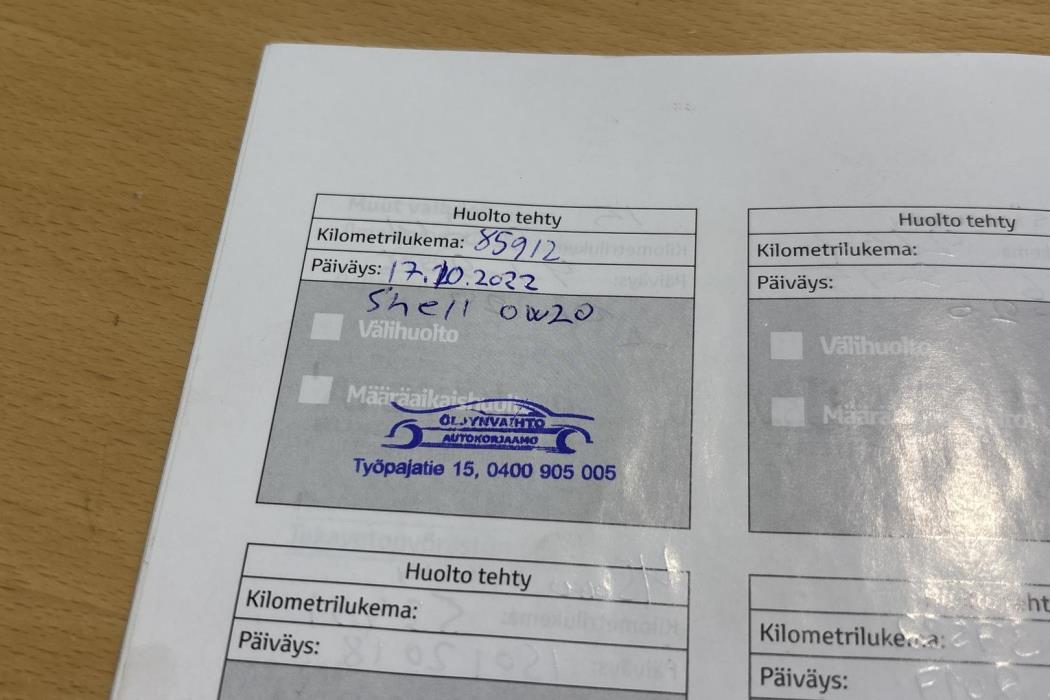 Huolto tehty
Kilometrilukema: 85912
Päiväys: 17.10.2022
Shell 0w20
Välihuolto
Määräaikaishuolto
ÖLJYNVAIHTO
AUTOKORJAAMO
Työpajatie 15, 0400 905 005
Huolto tehty
Kilometrilukema:
Päiväys:
Välihuolto
Huolto tehty
Kilometrilukema:
Päiväys:
Kilometrilukema:
Päiväys: